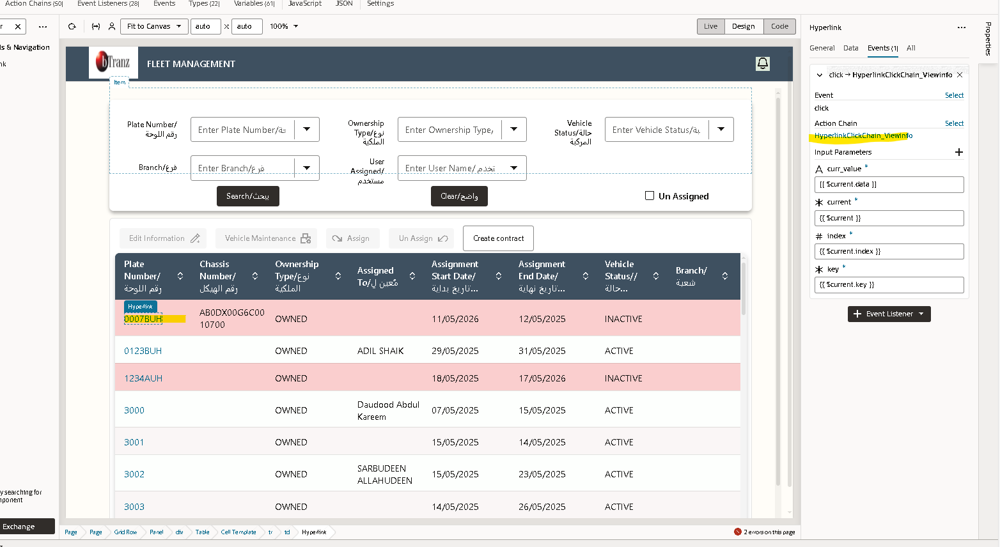 Action Chains (50) Event Listeners (28) Events Types (22) Variables (61) JavaScript JSON Settings
Fit to Canvas auto x auto 100% Live Design Code
s & Navigation
nk
y searching for
ponent
Exchange
bTranz FLEET MANAGEMENT
Item
Plate Number/
رقم اللوحة
Enter Plate Number/
Ownership
Type/نوع
الملكية
Enter Ownership Type/
Vehicle
Status/حالة
المركبة
Enter Vehicle Status/
Branch/فرع
Enter Branch/فرع
User
Assigned/
مستخدم
Enter User Name/
Search/يبحث
Clear/واضح
Un Assigned
Edit Information Vehicle Maintenance Assign Un Assign Create contract
Plate
Number/
رقم اللوحة
Chassis
Number/
رقم الهيكل
Ownership
Type/نوع
الملكية
Assigned
To/مُعين ل
Assignment
Start Date/
تاريخ بداية...
Assignment
End Date/
تاريخ نهاية...
Vehicle
Status//
حالة...
Branch/
شعبة
Hyperlink
0007BUH AB0DX00G6C00
10700 OWNED 11/05/2026 12/05/2025 INACTIVE
0123BUH OWNED ADIL SHAIK 29/05/2025 31/05/2025 ACTIVE
1234AUH OWNED 18/05/2025 17/05/2026 INACTIVE
3000 OWNED Daudood Abdul
Kareem 07/05/2025 15/05/2025 ACTIVE
3001 OWNED 15/05/2025 14/05/2025 ACTIVE
3002 OWNED SARBUDEEN
ALLAHUDEEN 15/05/2025 23/05/2025 ACTIVE
3003 OWNED 14/05/2025 26/05/2025 ACTIVE
Page Page Grid Row Panel div Table Cell Template tr td Hyperlink
2 errors on this page
Hyperlink
Properties
General Data Events (1) All
click → HyperlinkClickChain_Viewinfo
Event Select
click
Action Chain Select
HyperlinkClickChain_Viewinfo
Input Parameters
curr_value *
[[ $current.data ]]
current *
{{ $current }}
index *
{{ $current.index }}
key *
{{ $current.key }}
Event Listener